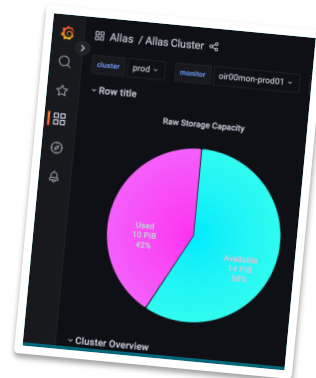 Allas / Allas Cluster
cluster prod monitor oir00mon-prod01
Row title
Raw Storage Capacity
Used
10 PiB
42%
Available
14 PiB
58%
Cluster Overview